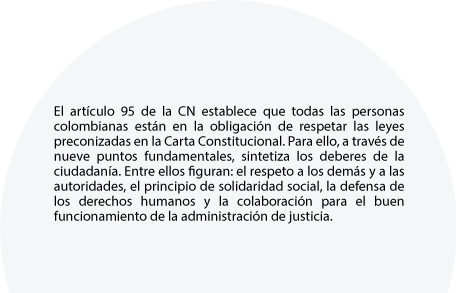 El artículo 95 de la CN establece que todas las personas
colombianas están en la obligación de respetar las leyes
preconizadas en la Carta Constitucional. Para ello, a través de
nueve puntos fundamentales, sintetiza los deberes de la
ciudadanía. Entre ellos figuran: el respeto a los demás y a las
autoridades, el principio de solidaridad social, la defensa de
los derechos humanos y la colaboración para el buen
funcionamiento de la administración de justicia.